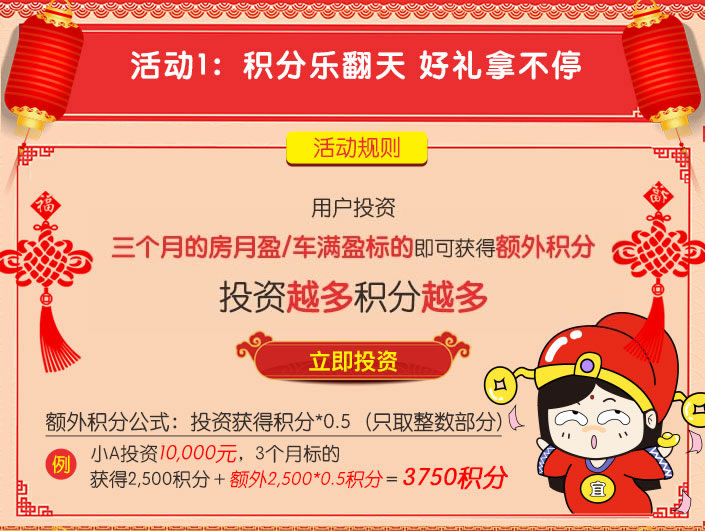 活动1：积分乐翻天 好礼拿不停
活动规则
福
福
用户投资
三个月的房月盈/车满盈标的即可获得额外积分
投资越多积分越多
立即投资
额外积分公式：投资获得积分*0.5（只取整数部分）
例
小A投资10,000元，3个月标的
获得2,500积分＋额外2,500*0.5积分＝3750积分
宜